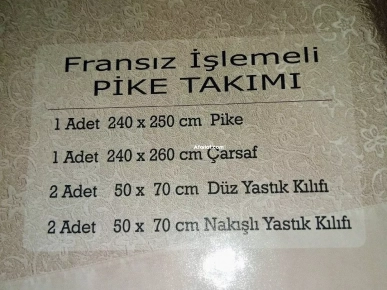 Fransız İşlemeli
PİKE TAKIMI
1 Adet 240 x 250 cm Pike
1 Adet 240 x 260 cm Çarsaf
2 Adet 50 x 70 cm Düz Yastık Kılıfı
2 Adet 50 x 70 cm Nakışlı Yastık Kılıfı